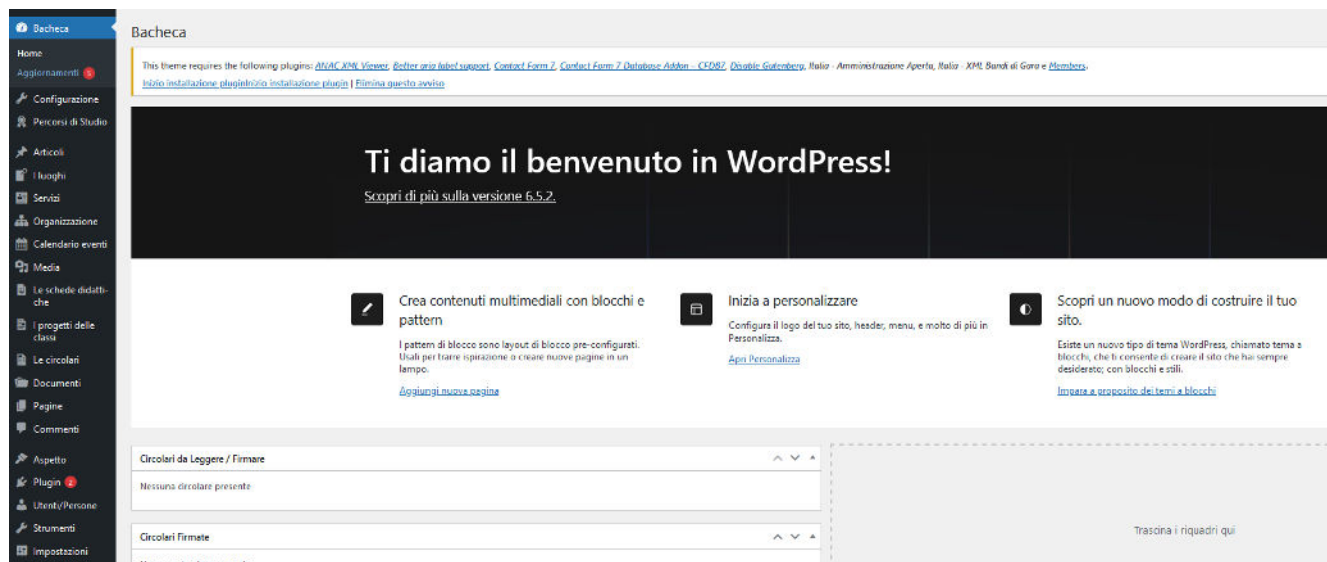 Bacheca
Home
Aggiornamenti
Configurazione
Percorsi di Studio
Articoli
I luoghi
Servizi
Organizzazione
Calendario eventi
Media
Le schede didatti-
che
I progetti delle
classi
Le circolari
Documenti
Pagine
Commenti
Aspetto
Plugin 2
Utenti/Persone
Strumenti
Impostazioni
Bacheca
This theme requires the following plugins: ANAC XML Viewer, Better aria label support, Contact Form 7, Contact Form 7 Database Addon – CFDB7, Disable Gutenberg, Italia - Amministrazione Aperta, Italia - XML Bandi di Gara e Members.
Inizio installazione pluginInizio installazione plugin | Elimina questo avviso
Ti diamo il benvenuto in WordPress!
Scopri di più sulla versione 6.5.2.
Crea contenuti multimediali con blocchi e
pattern
I pattern di blocco sono layout di blocco pre-configurati.
Usali per trarre ispirazione o creare nuove pagine in un
lampo.
Aggiungi nuova pagina
Inizia a personalizzare
Configura il logo del tuo sito, header, menu, e molto di più in
Personalizza.
Apri Personalizza
Scopri un nuovo modo di costruire il tuo
sito.
Esiste un nuovo tipo di tema WordPress, chiamato tema a
blocchi, che ti consente di creare il sito che hai sempre
desiderato; con blocchi e stili.
Impara a proposito dei temi a blocchi
Circolari da Leggere / Firmare
Nessuna circolare presente
Circolari Firmate
Trascina i riquadri qui